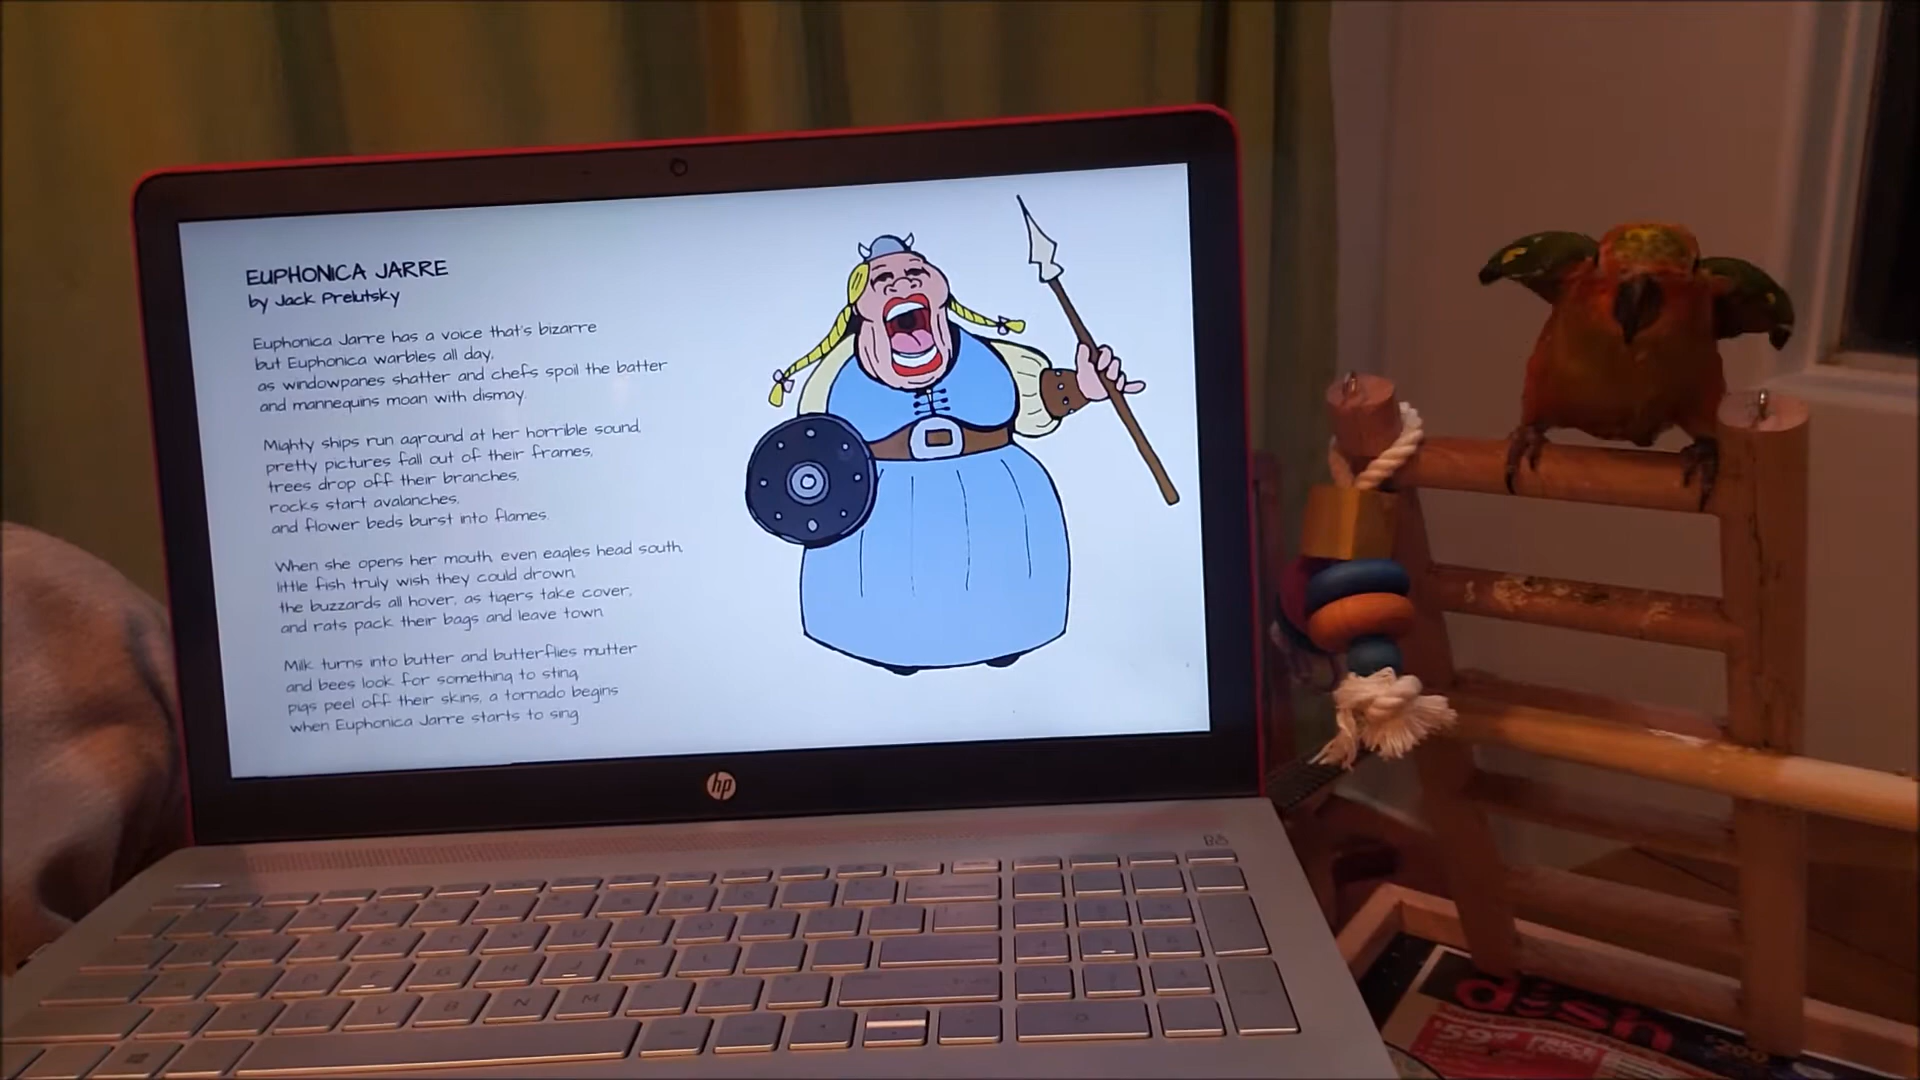 EUPHONICA JARRE
by Jack Prelutsky
Euphonica Jarre has a voice that's bizarre
but Euphonica warbles all day,
as windowpanes shatter and chefs spoil the batter
and mannequins moan with dismay.
Mighty ships run aground at her horrible sound,
pretty pictures fall out of their frames,
trees drop off their branches,
rocks start avalanches,
and flower beds burst into flames.
When she opens her mouth, even eagles head south,
little fish truly wish they could drown,
the buzzards all hover, as tigers take cover,
and rats pack their bags and leave town.
Milk turns into butter and butterflies mutter
and bees look for something to sting,
pigs peel off their skins, a tornado begins
when Euphonica Jarre starts to sing
hp
B&O
dish
$59
$200